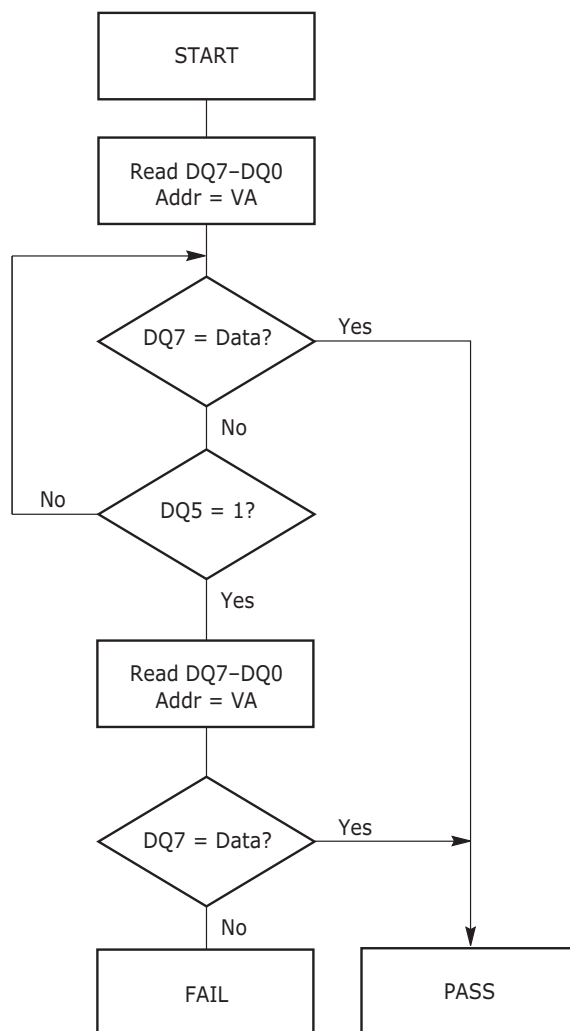 START
Read DQ7–DQ0
Addr = VA
DQ7 = Data?
Yes
No
No
DQ5 = 1?
Yes
Read DQ7–DQ0
Addr = VA
DQ7 = Data?
Yes
No
FAIL
PASS